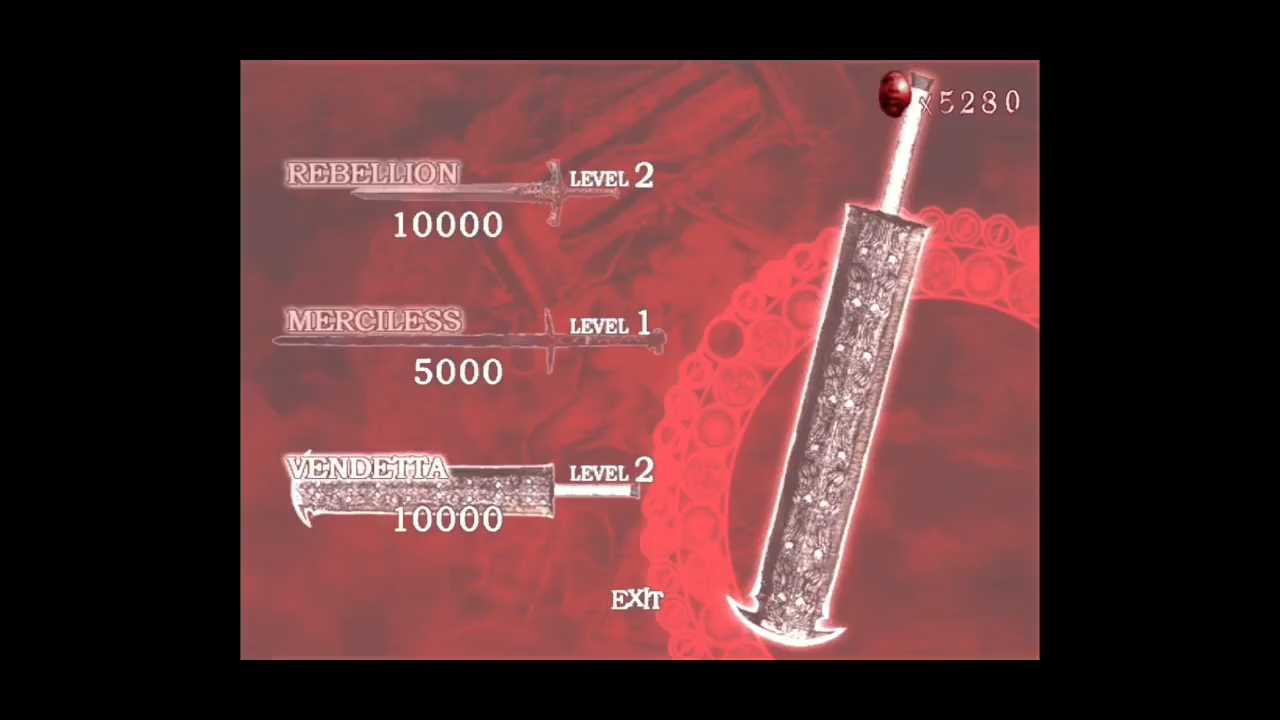 x5280
REBELLION LEVEL 2
10000
MERCILESS LEVEL 1
5000
VENDETTA LEVEL 2
10000
EXIT